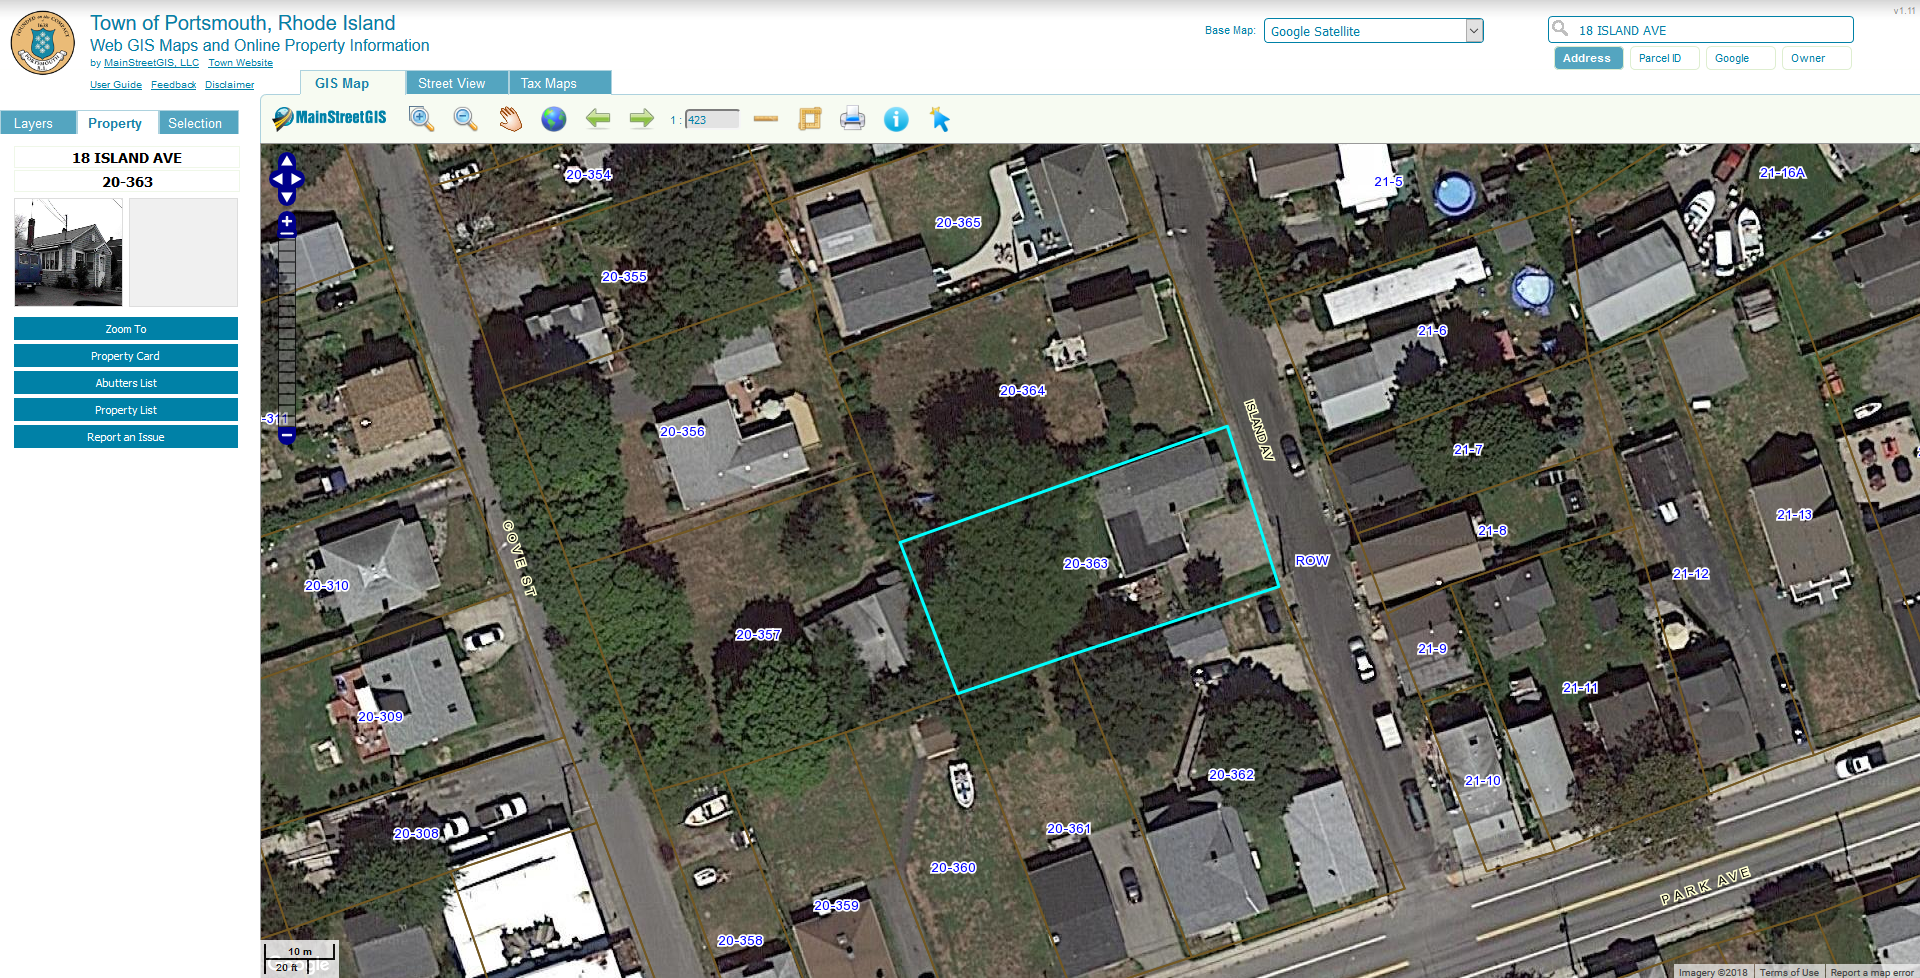 Town of Portsmouth, Rhode Island
Web GIS Maps and Online Property Information
by MainStreetGIS, LLC Town Website
User Guide Feedback Disclaimer
v1.11
Base Map: Google Satellite
18 ISLAND AVE
Address Parcel ID Google Owner
GIS Map Street View Tax Maps
Layers Property Selection
MainStreetGIS
1 : 423
18 ISLAND AVE
20-363
Zoom To
Property Card
Abutters List
Property List
Report an Issue
20-354
21-5
21-16A
20-365
20-355
21-6
20-364
-311
20-356
ISLAND AV
21-7
21-13
COVE ST
21-8
ROW
20-363
21-12
20-310
20-357
21-9
21-11
20-309
20-362
21-10
20-361
20-308
20-360
PARK AVE
20-359
20-358
10 m
20 ft
Google
Imagery ©2018 Terms of Use Report a map error